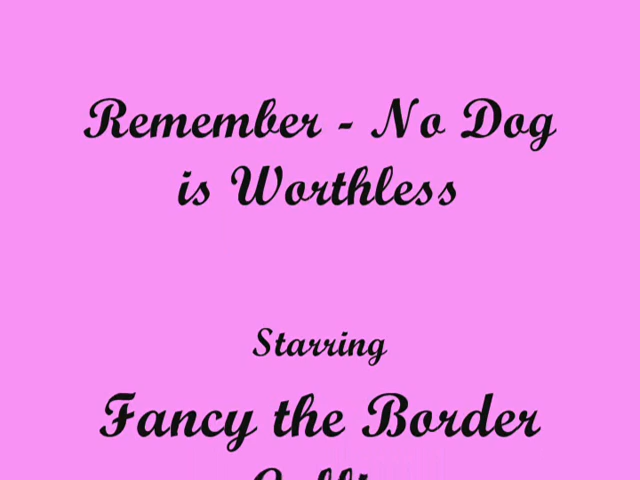 Remember - No Dog
is Worthless
Starring
Fancy the Border